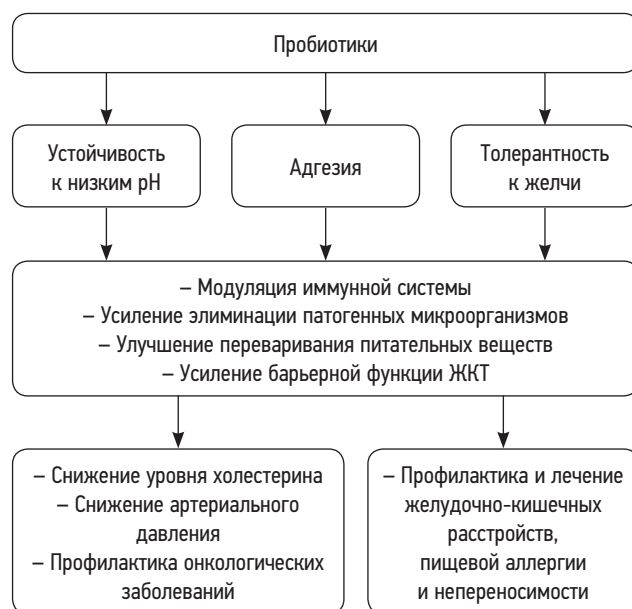 Пробиотики
Устойчивость
к низким pH
Адгезия
Толерантность
к желчи
– Модуляция иммунной системы
– Усиление элиминации патогенных микроорганизмов
– Улучшение переваривания питательных веществ
– Усиление барьерной функции ЖКТ
– Снижение уровня холестерина
– Снижение артериального
давления
– Профилактика онкологических
заболеваний
– Профилактика и лечение
желудочно-кишечных
расстройств,
пищевой аллергии
и непереносимости